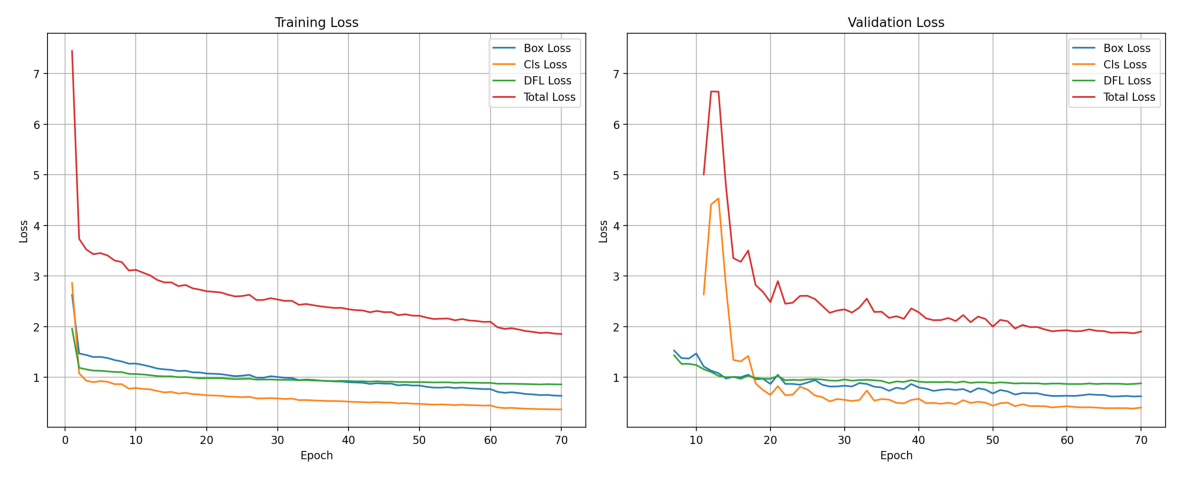 Training Loss
Loss
7
6
5
4
3
2
1
0
10
20
30
40
50
60
70
Epoch
Box Loss
Cls Loss
DFL Loss
Total Loss
Validation Loss
Loss
7
6
5
4
3
2
1
10
20
30
40
50
60
70
Epoch
Box Loss
Cls Loss
DFL Loss
Total Loss